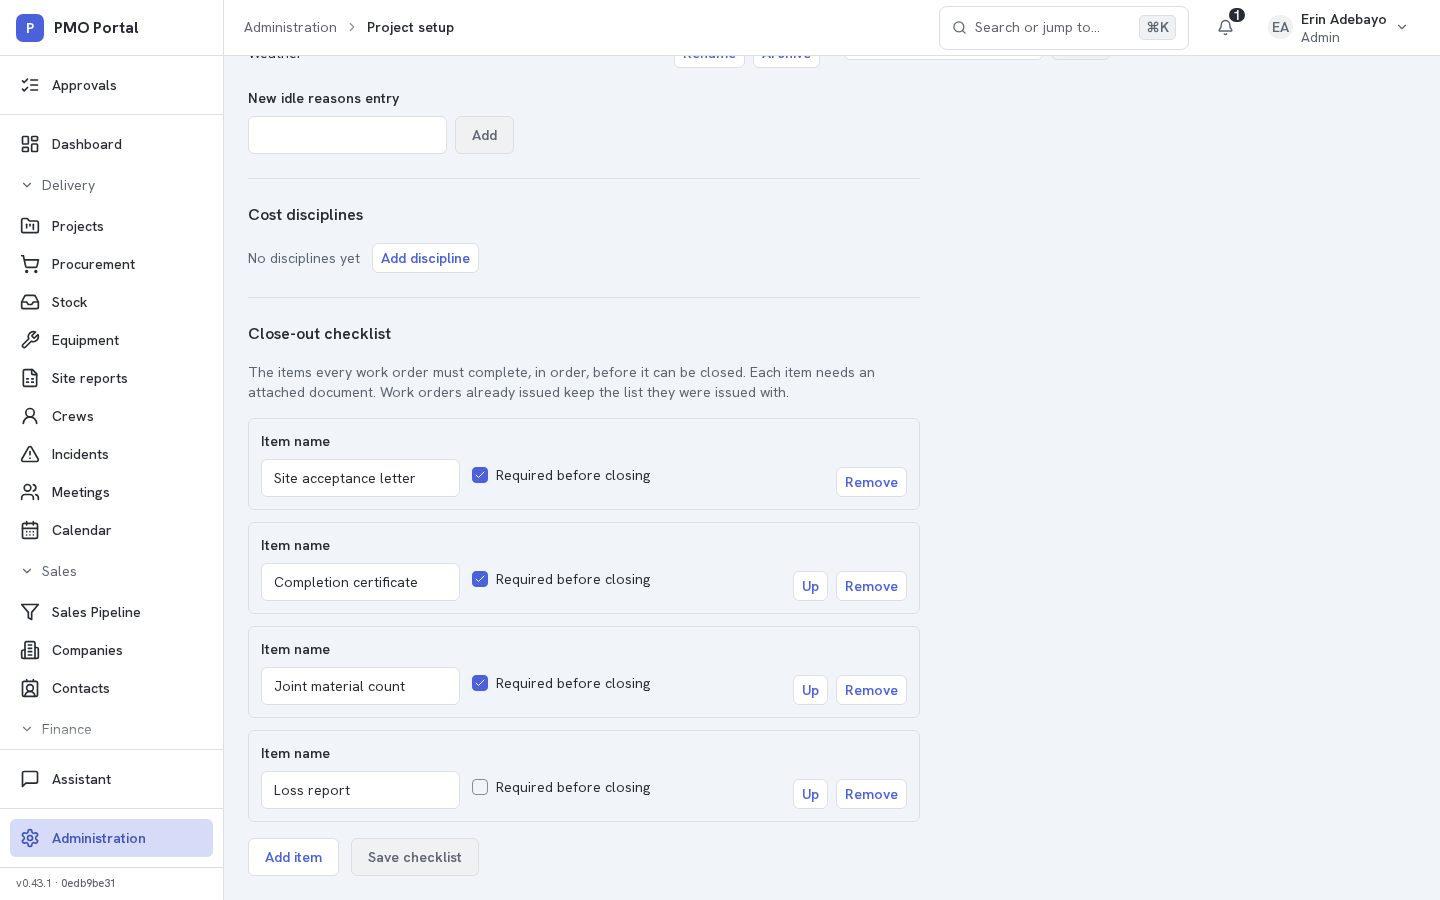 P PMO Portal
Administration > Project setup
Search or jump to... ⌘K
1
EA Erin Adebayo
Admin
Approvals
Dashboard
Delivery
Projects
Procurement
Stock
Equipment
Site reports
Crews
Incidents
Meetings
Calendar
Sales
Sales Pipeline
Companies
Contacts
Finance
Assistant
Administration
v0.43.1 · 0edb9be31
Weather Rename Archive
New idle reasons entry
Add
Cost disciplines
No disciplines yet Add discipline
Close-out checklist
The items every work order must complete, in order, before it can be closed. Each item needs an
attached document. Work orders already issued keep the list they were issued with.
Item name
Site acceptance letter Required before closing Remove
Item name
Completion certificate Required before closing Up Remove
Item name
Joint material count Required before closing Up Remove
Item name
Loss report Required before closing Up Remove
Add item Save checklist